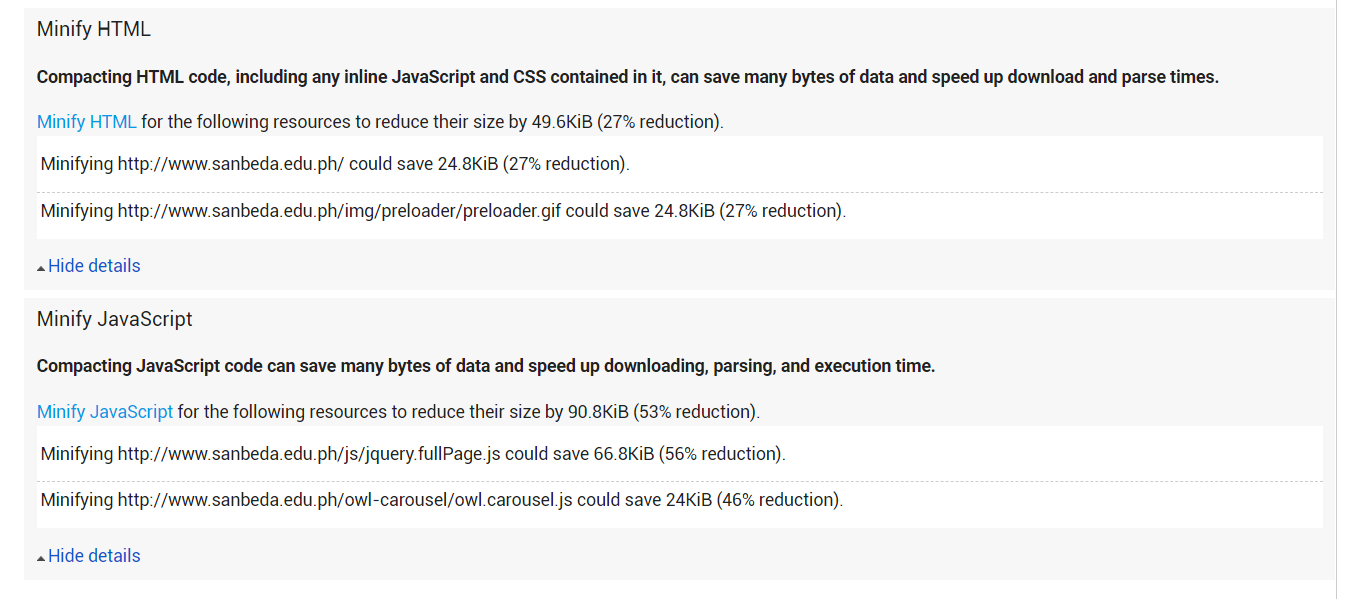 Minify HTML
Compacting HTML code, including any inline JavaScript and CSS contained in it, can save many bytes of data and speed up download and parse times.
Minify HTML for the following resources to reduce their size by 49.6KiB (27% reduction).
Minifying http://www.sanbeda.edu.ph/ could save 24.8KiB (27% reduction).
Minifying http://www.sanbeda.edu.ph/img/preloader/preloader.gif could save 24.8KiB (27% reduction).
Hide details
Minify JavaScript
Compacting JavaScript code can save many bytes of data and speed up downloading, parsing, and execution time.
Minify JavaScript for the following resources to reduce their size by 90.8KiB (53% reduction).
Minifying http://www.sanbeda.edu.ph/js/jquery.fullPage.js could save 66.8KiB (56% reduction).
Minifying http://www.sanbeda.edu.ph/owl-carousel/owl.carousel.js could save 24KiB (46% reduction).
Hide details